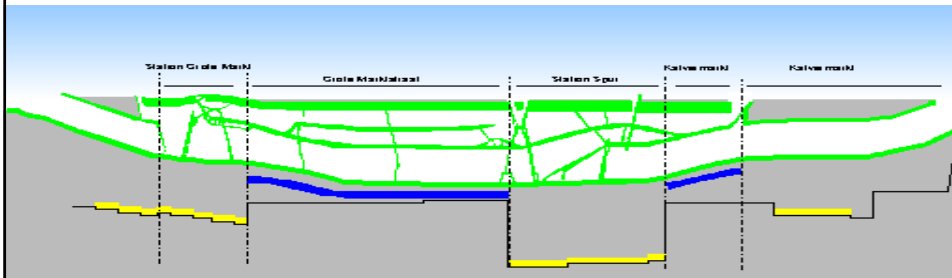 Station Grote Markt
Grote Marktstraat
Station Spui
Kalvermarkt
Kalvermarkt